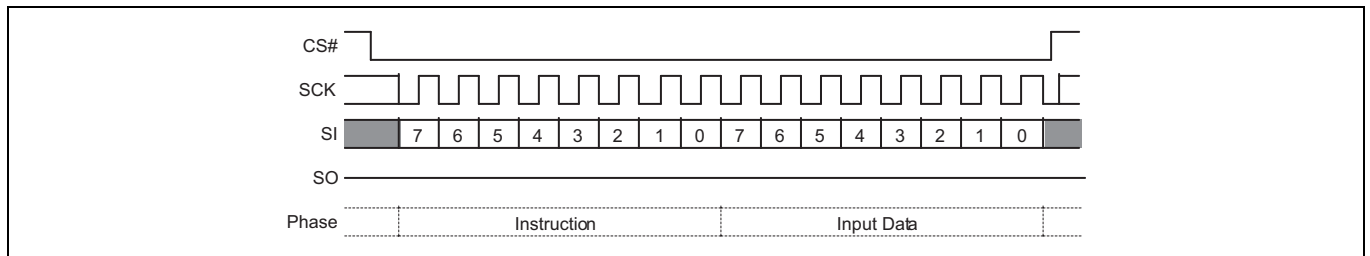 CS#
SCK
SI 7 6 5 4 3 2 1 0 7 6 5 4 3 2 1 0
SO
Phase Instruction Input Data